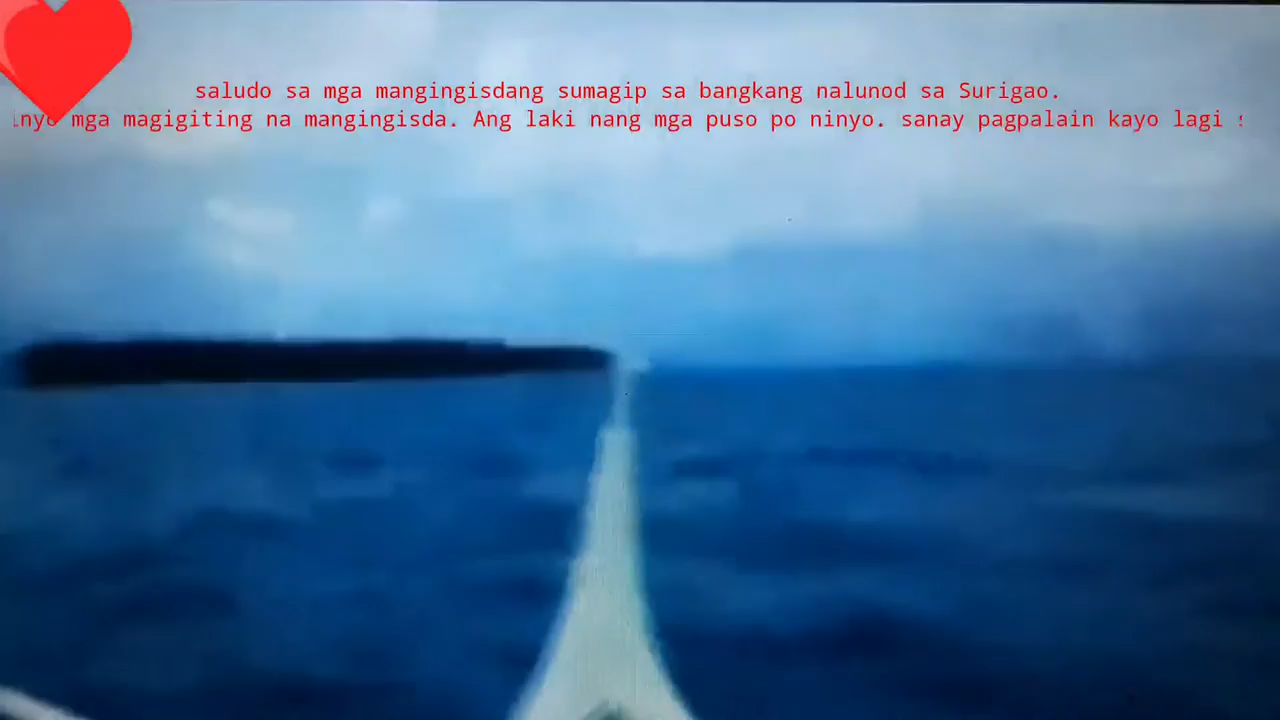 saludo sa mga mangingisdang sumagip sa bangkang nalunod sa Surigao.
mga magigiting na mangingisda. Ang laki nang mga puso po ninyo. sanay pagpalain kayo lagi